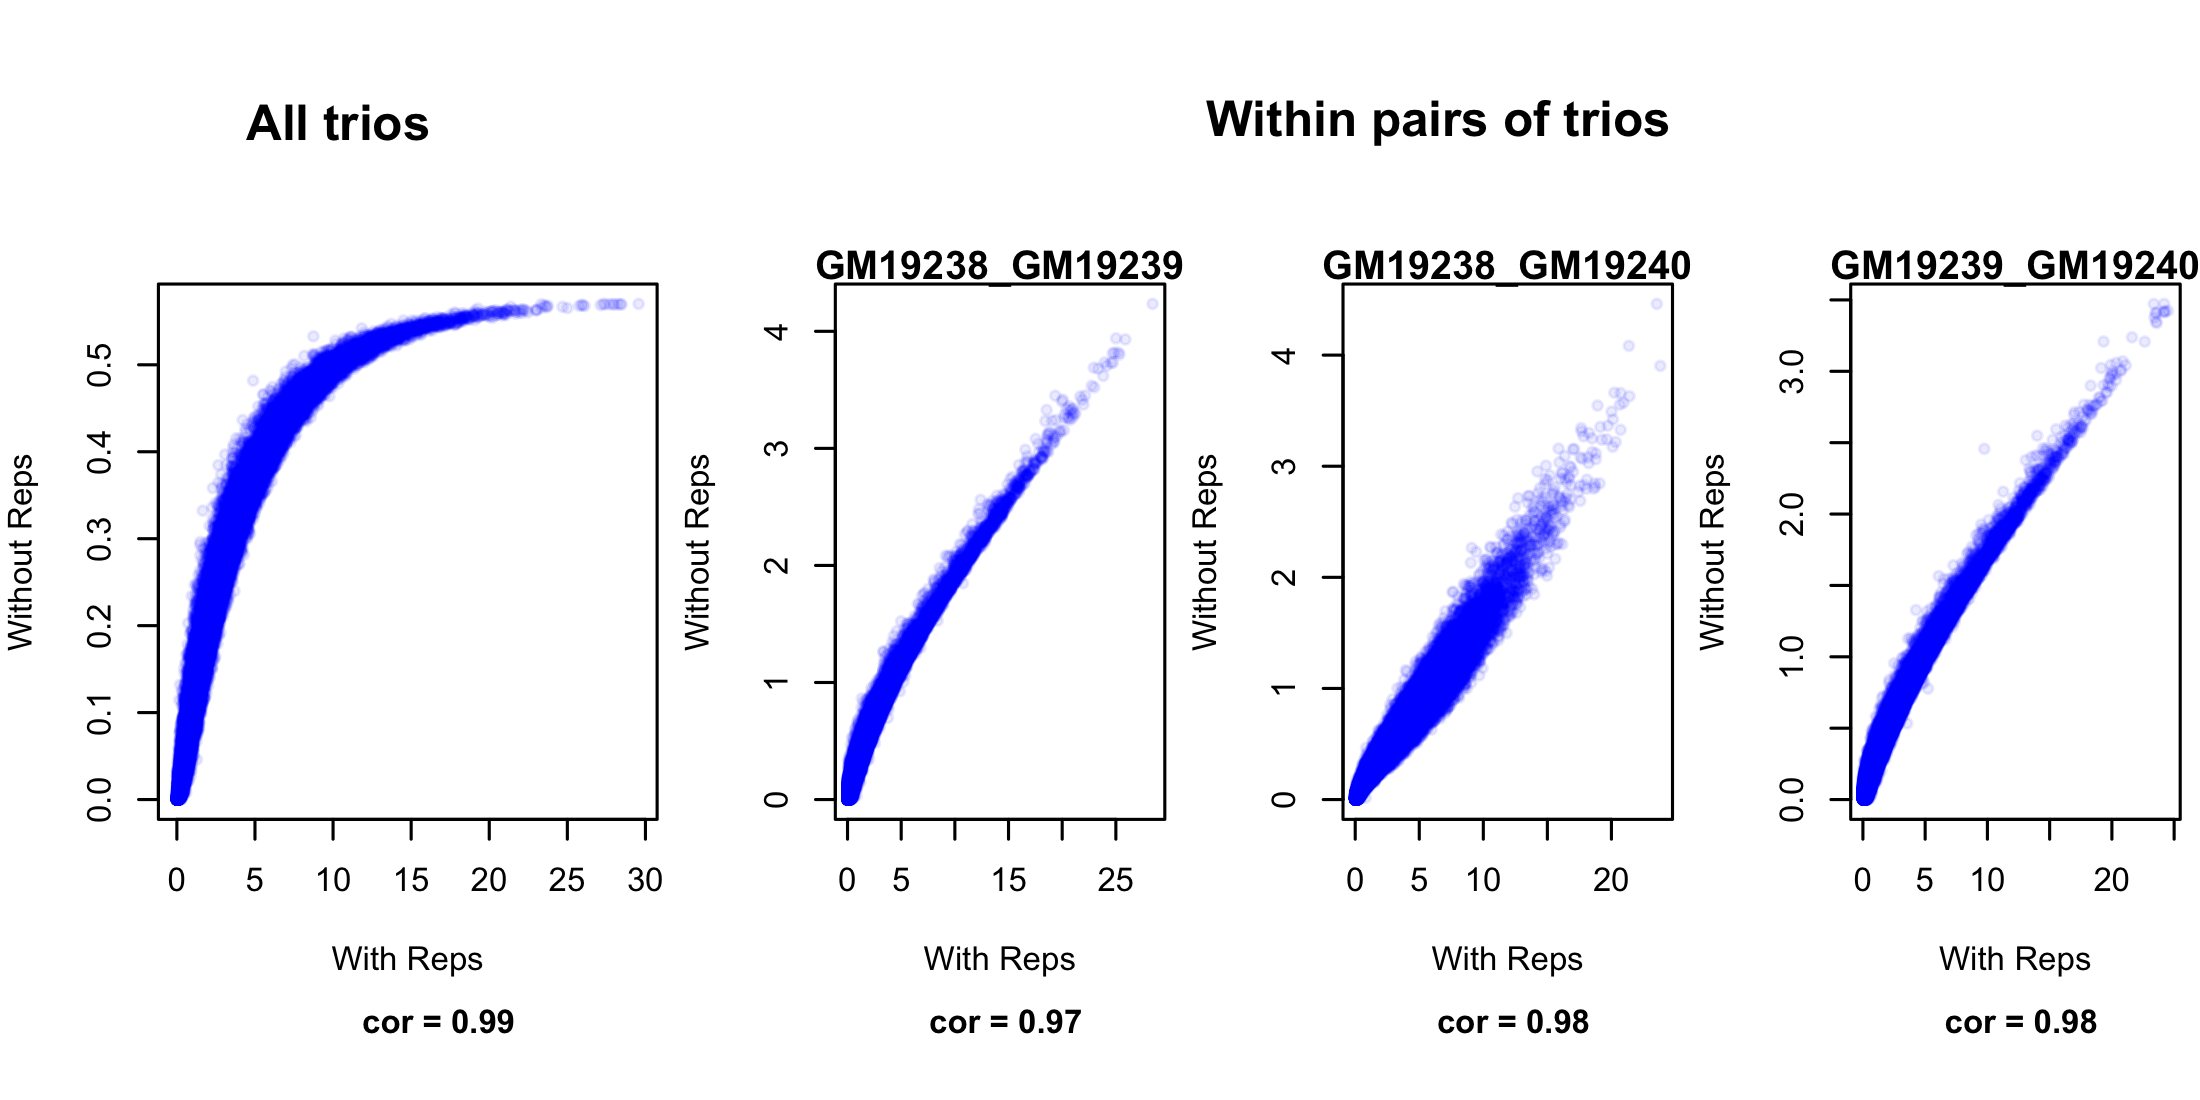 All trios
Within pairs of trios
GM19238_GM19239
GM19238_GM19240
GM19239_GM19240
Without Reps
0.0 0.1 0.2 0.3 0.4 0.5
0 5 10 15 20 25 30
With Reps
cor = 0.99
Without Reps
0 1 2 3 4
0 5 15 25
With Reps
cor = 0.97
Without Reps
0 1 2 3 4
0 5 10 20
With Reps
cor = 0.98
Without Reps
0.0 1.0 2.0 3.0
0 5 10 20
With Reps
cor = 0.98